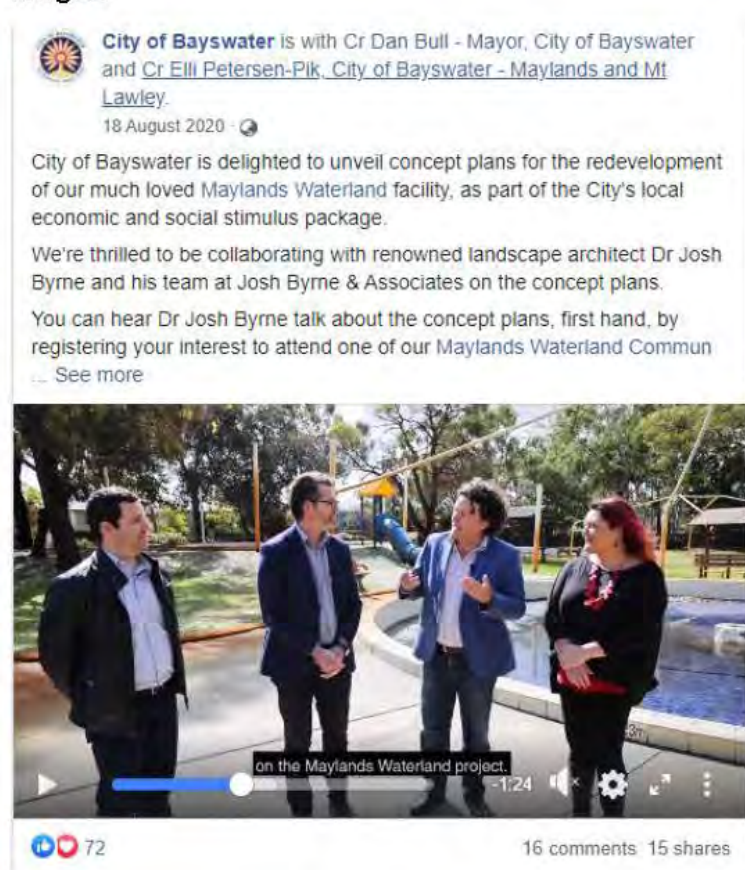 City of Bayswater is with Cr Dan Bull - Mayor, City of Bayswater
and Cr Elli Petersen-Pik, City of Bayswater - Maylands and Mt
Lawley.
18 August 2020 ·
City of Bayswater is delighted to unveil concept plans for the redevelopment
of our much loved Maylands Waterland facility, as part of the City's local
economic and social stimulus package.
We're thrilled to be collaborating with renowned landscape architect Dr Josh
Byrne and his team at Josh Byrne & Associates on the concept plans.
You can hear Dr Josh Byrne talk about the concept plans, first hand, by
registering your interest to attend one of our Maylands Waterland Commun
... See more
.3m
on the Maylands Waterland project.
-1:24
72
16 comments 15 shares